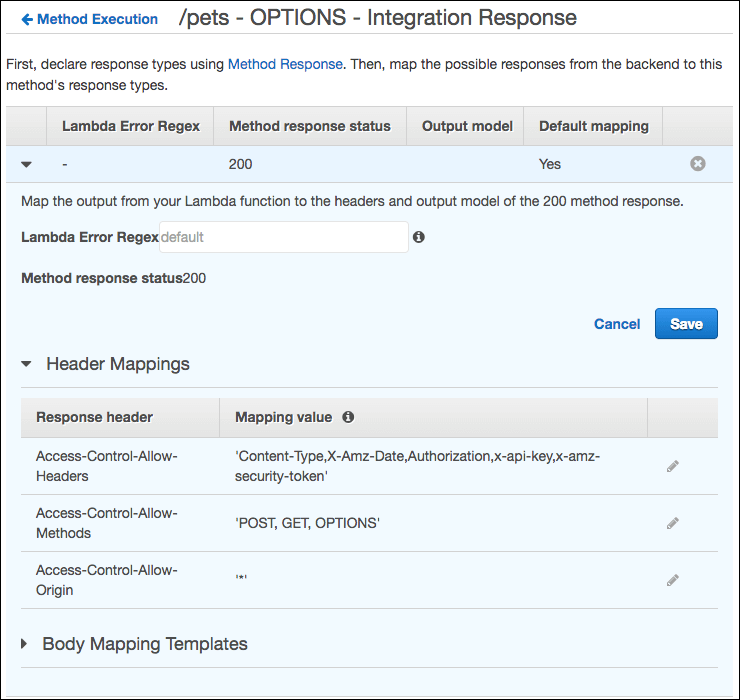 Method Execution /pets - OPTIONS - Integration Response
First, declare response types using Method Response. Then, map the possible responses from the backend to this
method's response types.
Lambda Error Regex Method response status Output model Default mapping
- 200 Yes
Map the output from your Lambda function to the headers and output model of the 200 method response.
Lambda Error Regex default
Method response status 200
Cancel Save
Header Mappings
Response header Mapping value
Access-Control-Allow-
Headers
'Content-Type,X-Amz-Date,Authorization,x-api-key,x-amz-
security-token'
Access-Control-Allow-
Methods
'POST, GET, OPTIONS'
Access-Control-Allow-
Origin
'*'
Body Mapping Templates